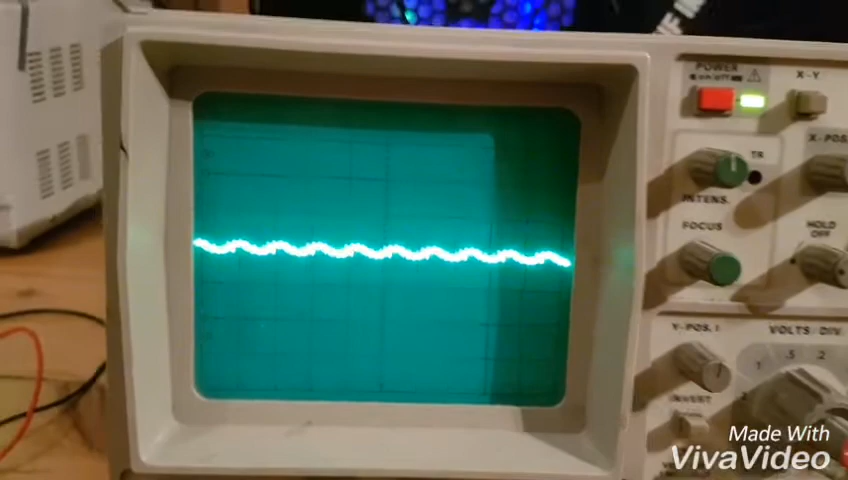 POWER
X-Y
X-POS.
TR
INTENS.
FOCUS
HOLD
OFF
Y-POS. I
VOLTS/DIV.
1 .5 .2
INVERT
Made With
VivaVideo